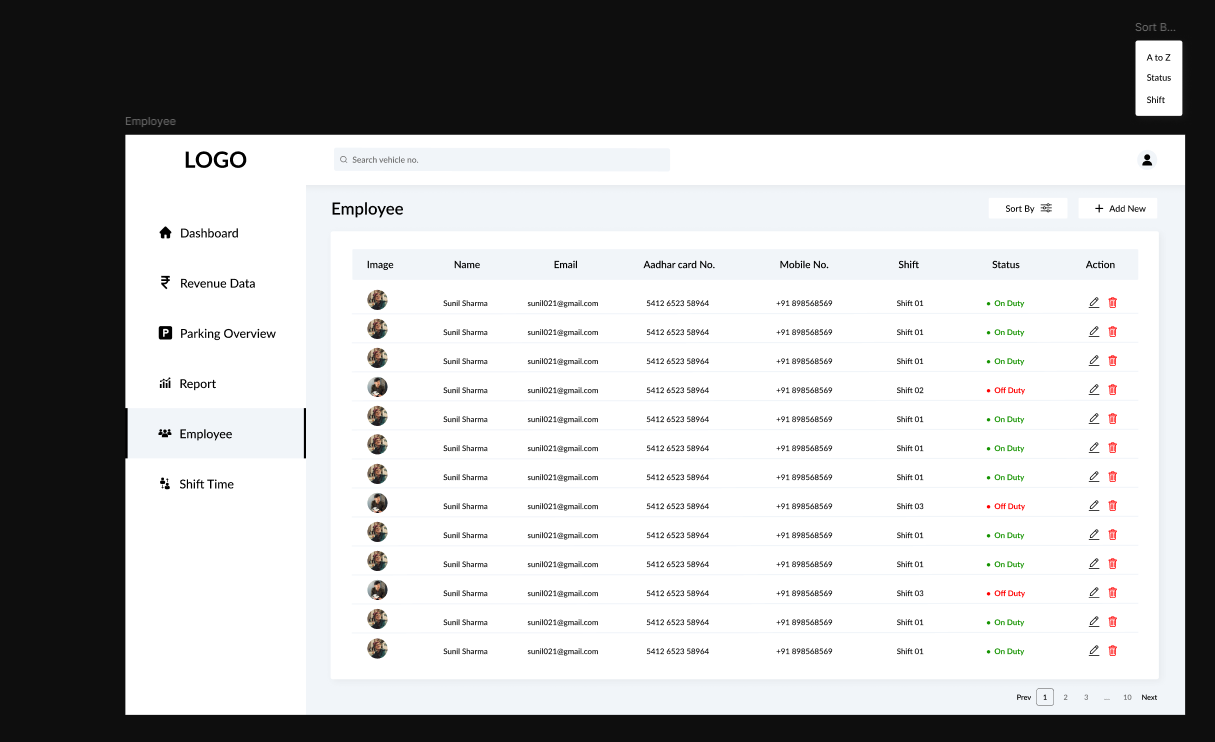 Sort B...
A to Z
Status
Shift
Employee
LOGO
Search vehicle no.
Dashboard
Revenue Data
P Parking Overview
Report
Employee
Shift Time
Employee
Sort By
+ Add New
Image Name Email Aadhar card No. Mobile No. Shift Status Action
Sunil Sharma sunil021@gmail.com 5412 6523 58964 +91 898568569 Shift 01 On Duty
Sunil Sharma sunil021@gmail.com 5412 6523 58964 +91 898568569 Shift 01 On Duty
Sunil Sharma sunil021@gmail.com 5412 6523 58964 +91 898568569 Shift 01 On Duty
Sunil Sharma sunil021@gmail.com 5412 6523 58964 +91 898568569 Shift 02 Off Duty
Sunil Sharma sunil021@gmail.com 5412 6523 58964 +91 898568569 Shift 01 On Duty
Sunil Sharma sunil021@gmail.com 5412 6523 58964 +91 898568569 Shift 01 On Duty
Sunil Sharma sunil021@gmail.com 5412 6523 58964 +91 898568569 Shift 01 On Duty
Sunil Sharma sunil021@gmail.com 5412 6523 58964 +91 898568569 Shift 03 Off Duty
Sunil Sharma sunil021@gmail.com 5412 6523 58964 +91 898568569 Shift 01 On Duty
Sunil Sharma sunil021@gmail.com 5412 6523 58964 +91 898568569 Shift 01 On Duty
Sunil Sharma sunil021@gmail.com 5412 6523 58964 +91 898568569 Shift 03 Off Duty
Sunil Sharma sunil021@gmail.com 5412 6523 58964 +91 898568569 Shift 01 On Duty
Sunil Sharma sunil021@gmail.com 5412 6523 58964 +91 898568569 Shift 01 On Duty
Prev 1 2 3 ... 10 Next